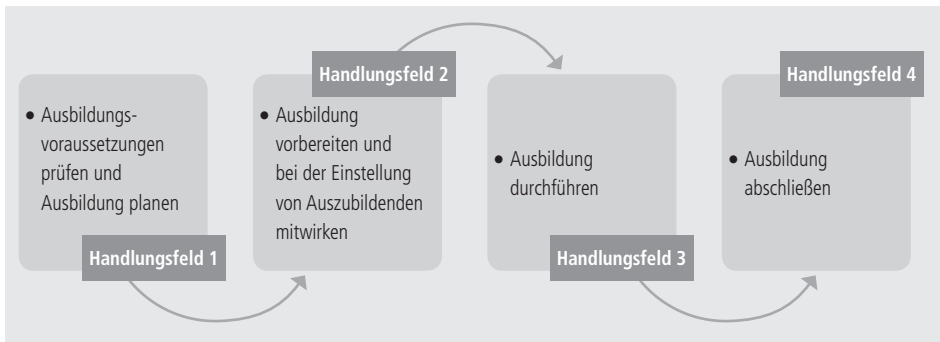 • Ausbildungs-
voraussetzungen
prüfen und
Ausbildung planen
Handlungsfeld 1
Handlungsfeld 2
• Ausbildung
vorbereiten und
bei der Einstellung
von Auszubildenden
mitwirken
• Ausbildung
durchführen
Handlungsfeld 3
Handlungsfeld 4
• Ausbildung
abschließen